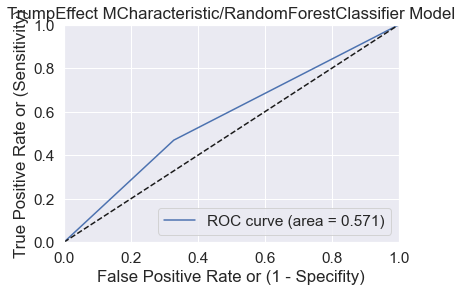 TrumpEffect MCharacteristic/RandomForestClassifier Model
True Positive Rate or (Sensitivity)
1.0
0.8
0.6
0.4
0.2
0.0
ROC curve (area = 0.571)
0.0 0.2 0.4 0.6 0.8 1.0
False Positive Rate or (1 - Specifity)